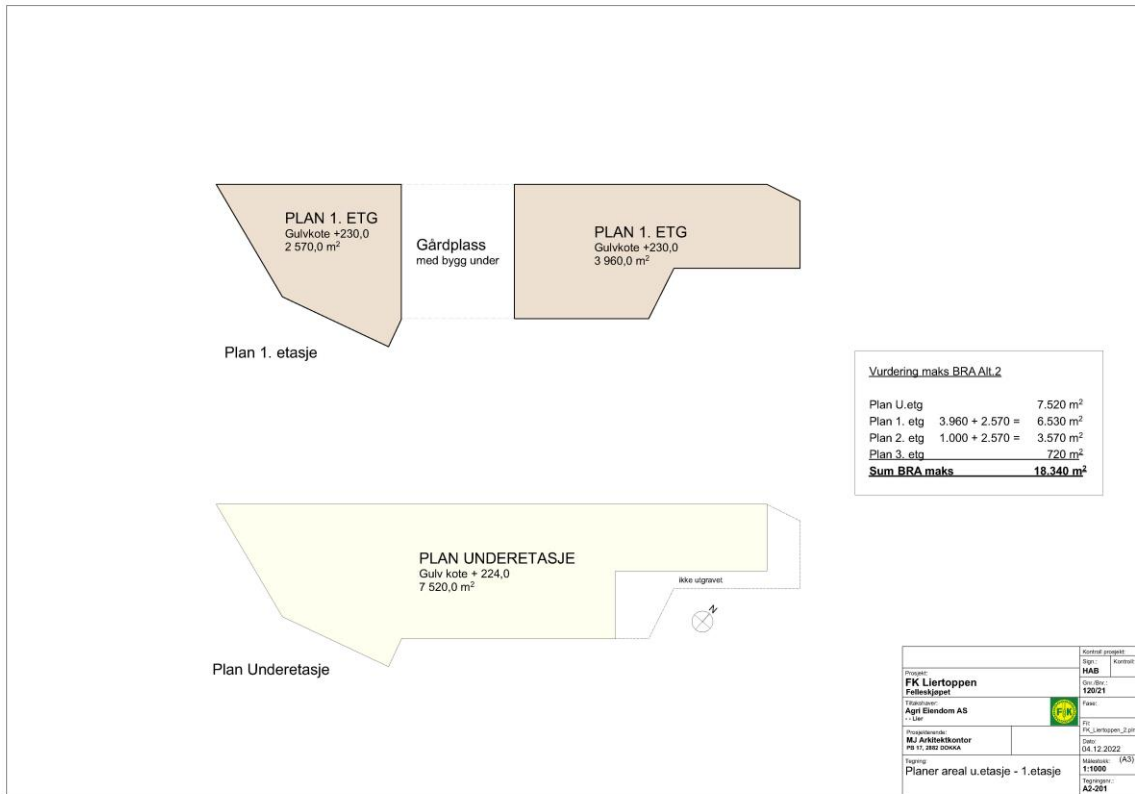 PLAN 1. ETG
Gulvkote +230,0
2 570,0 m²
Gårdplass
med bygg under
PLAN 1. ETG
Gulvkote +230,0
3 960,0 m²
Plan 1. etasje
Vurdering maks BRA Alt.2
Plan U.etg 7.520 m²
Plan 1. etg 3.960 + 2.570 = 6.530 m²
Plan 2. etg 1.000 + 2.570 = 3.570 m²
Plan 3. etg 720 m²
Sum BRA maks 18.340 m²
PLAN UNDERETASJE
Gulv kote + 224,0
7 520,0 m²
ikke utgravet
N
Plan Underetasje
Kontroll prosjekt:
Sign.: Kontroll:
HAB
Prosjekt:
FK Liertoppen
Felleskjøpet
Gnr./Bnr.:
120/21
Tiltakshaver:
Agri Eiendom AS
- - Lier
FK
Fase:
Fil:
FK_Liertoppen_2.pln
Prosjekterende:
MJ Arkitektkontor
PB 17, 2882 DOKKA
Dato:
04.12.2022
Tegning:
Planer areal u.etasje - 1.etasje
Målestokk: (A3)
1:1000
Tegningsnr.:
A2-201